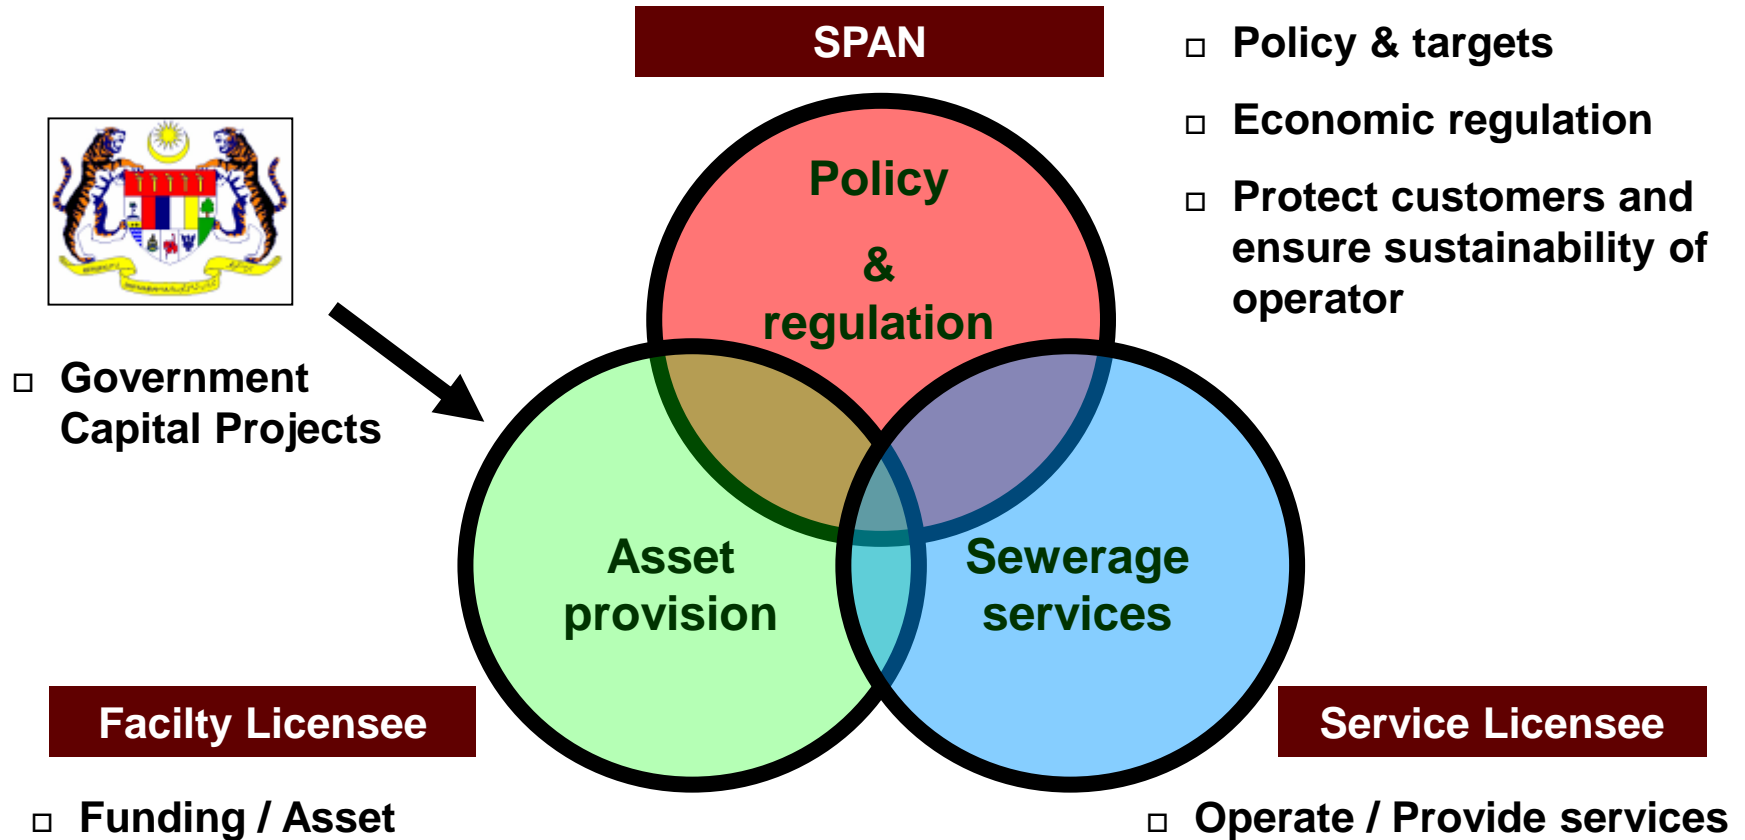 SPAN
Policy & targets
Economic regulation
Protect customers and
ensure sustainability of
operator
Policy
&
regulation
Government
Capital Projects
Asset
provision
Sewerage
services
Facilty Licensee
Service Licensee
Funding / Asset
Operate / Provide services